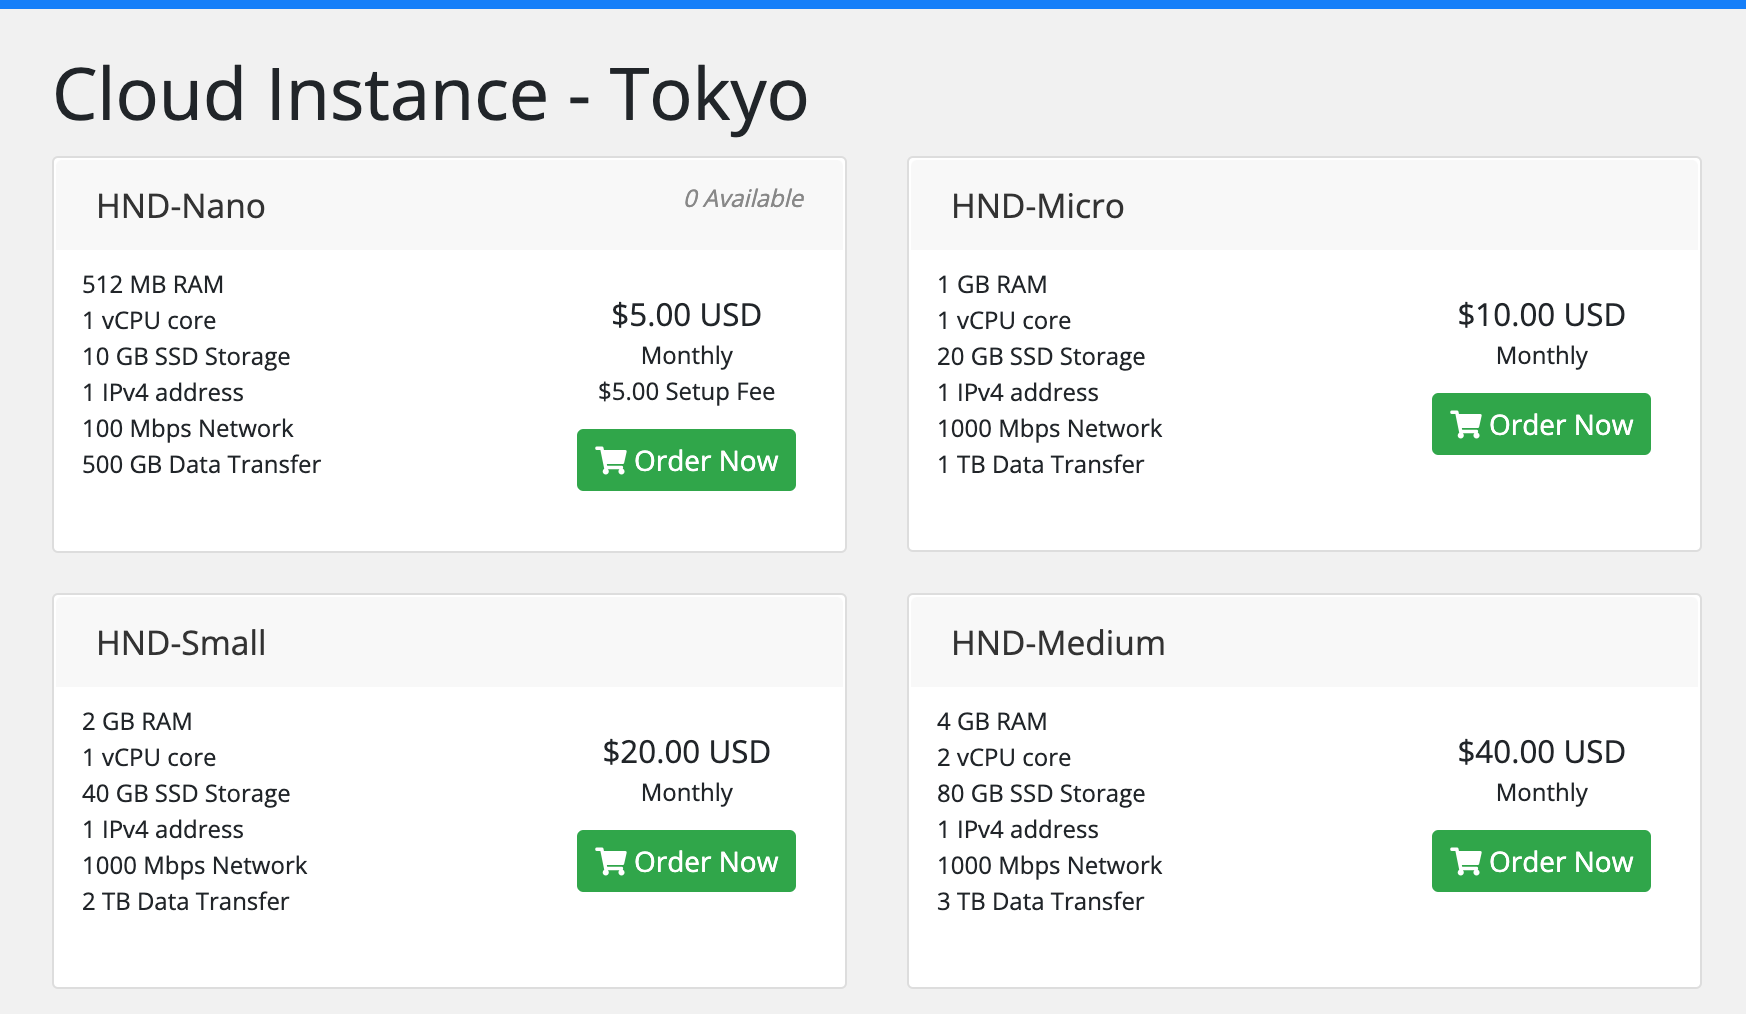 Cloud Instance - Tokyo
HND-Nano
0 Available
512 MB RAM
1 vCPU core
10 GB SSD Storage
1 IPv4 address
100 Mbps Network
500 GB Data Transfer
$5.00 USD
Monthly
$5.00 Setup Fee
Order Now
HND-Micro
1 GB RAM
1 vCPU core
20 GB SSD Storage
1 IPv4 address
1000 Mbps Network
1 TB Data Transfer
$10.00 USD
Monthly
Order Now
HND-Small
2 GB RAM
1 vCPU core
40 GB SSD Storage
1 IPv4 address
1000 Mbps Network
2 TB Data Transfer
$20.00 USD
Monthly
Order Now
HND-Medium
4 GB RAM
2 vCPU core
80 GB SSD Storage
1 IPv4 address
1000 Mbps Network
3 TB Data Transfer
$40.00 USD
Monthly
Order Now